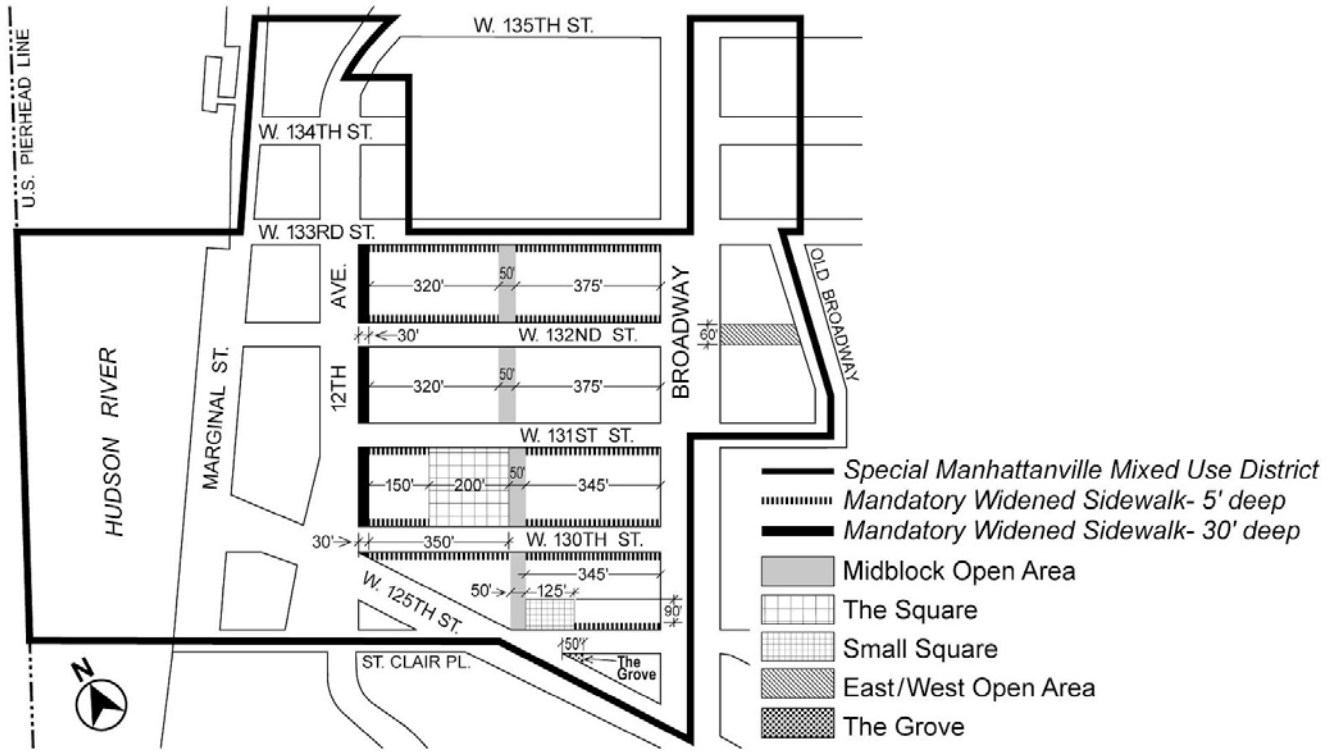 W. 135TH ST.
U.S. PIERHEAD LINE
W. 134TH ST.
W. 133RD ST.
320'
50'
375'
AVE.
BROADWAY
OLD BROADWAY
30'
W. 132ND ST.
60'
HUDSON RIVER
MARGINAL ST.
12TH
320'
50'
375'
W. 131ST ST.
150'
200'
50'
345'
30'
350'
W. 130TH ST.
345'
W. 125TH ST.
50'
125'
90'
50'
The
Grove
ST. CLAIR PL.
N
Special Manhattanville Mixed Use District
Mandatory Widened Sidewalk- 5' deep
Mandatory Widened Sidewalk- 30' deep
Midblock Open Area
The Square
Small Square
East/West Open Area
The Grove